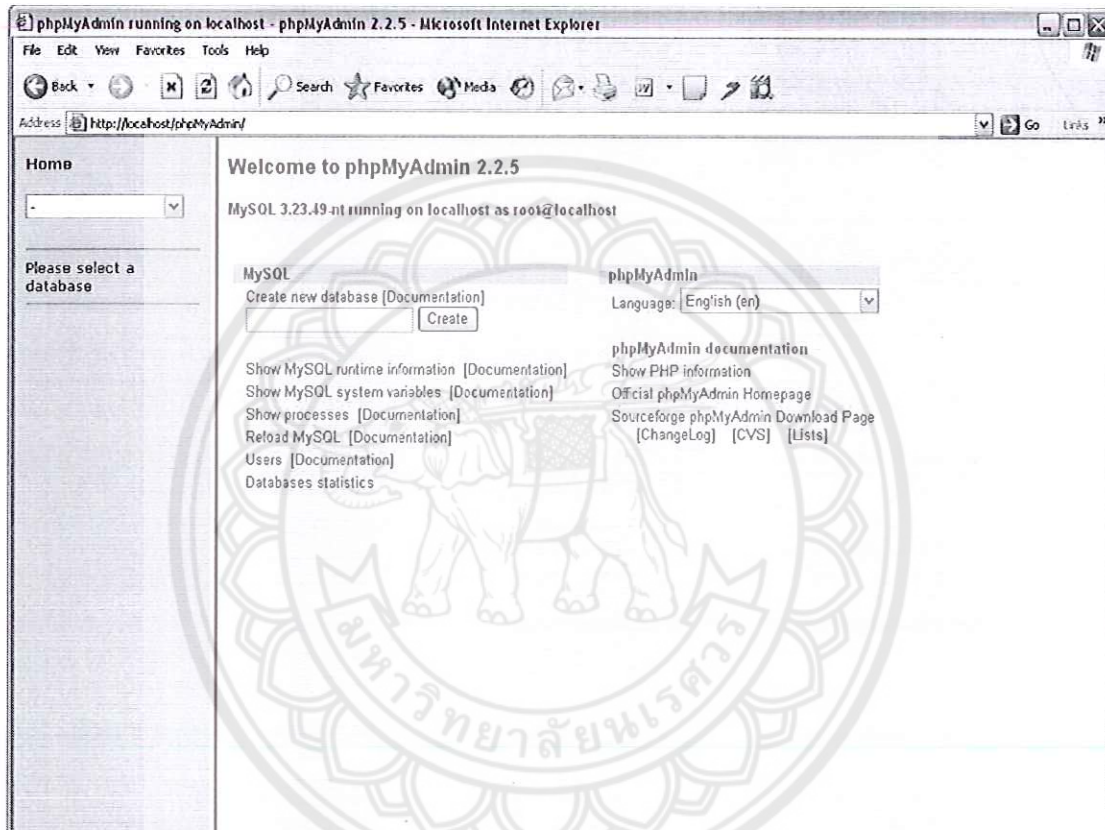 phpMyAdmin running on localhost - phpMyAdmin 2.2.5 - Microsoft Internet Explorer
File Edit View Favorites Tools Help
Back Search Favorites Media
Address http://localhost/phpMyAdmin/ Go Links »
Home
-
Please select a
database
Welcome to phpMyAdmin 2.2.5
MySQL 3.23.49-nt running on localhost as root@localhost
MySQL
Create new database [Documentation]
Create
Show MySQL runtime information [Documentation]
Show MySQL system variables [Documentation]
Show processes [Documentation]
Reload MySQL [Documentation]
Users [Documentation]
Databases statistics
phpMyAdmin
Language: English (en)
phpMyAdmin documentation
Show PHP information
Official phpMyAdmin Homepage
Sourceforge phpMyAdmin Download Page
[ChangeLog] [CVS] [Lists]
มหาวิทยาลัยนเรศวร